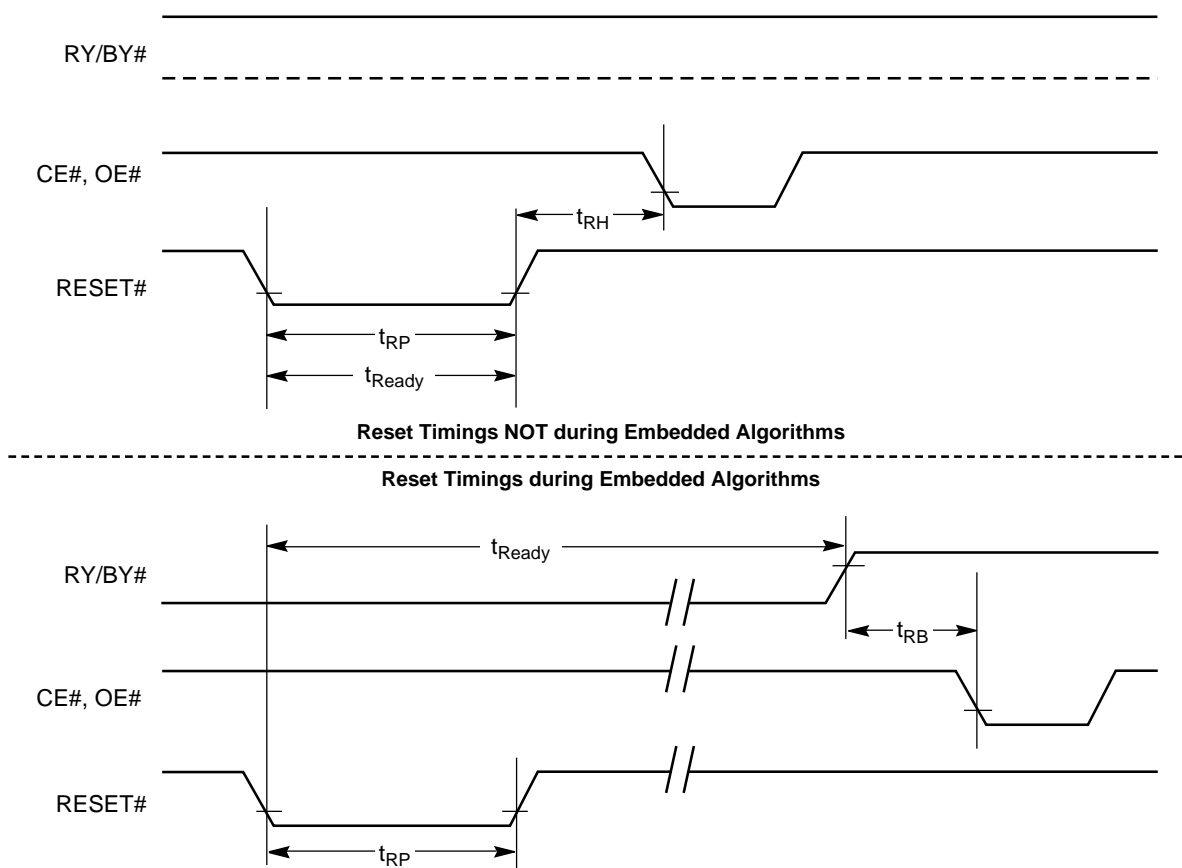 RY/BY#
CE#, OE#
tRH
RESET#
tRP
tReady
Reset Timings NOT during Embedded Algorithms
Reset Timings during Embedded Algorithms
tReady
RY/BY#
tRB
CE#, OE#
RESET#
tRP